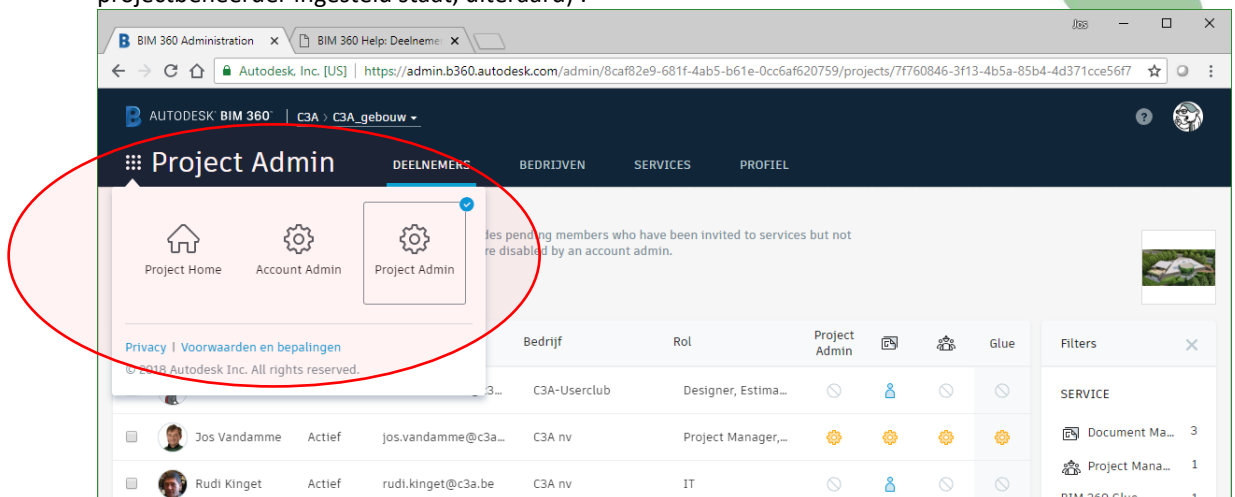 projectbeheerder ingesteld staat, uiteraard) :
Jos
BIM 360 Administration
BIM 360 Help: Deelneme
Autodesk, Inc. [US] | https://admin.b360.autodesk.com/admin/8caf82e9-681f-4ab5-b61e-0cc6af620759/projects/7f760846-3f13-4b5a-85b4-4d371cce56f7
AUTODESK® BIM 360™ | C3A > C3A_gebouw
Project Admin
DEELNEMERS BEDRIJVEN SERVICES PROFIEL
des pending members who have been invited to services but not
re disabled by an account admin.
Project Home Account Admin Project Admin
Privacy | Voorwaarden en bepalingen
© 2018 Autodesk Inc. All rights reserved.
Bedrijf Rol Project Admin Glue
Filters
SERVICE
C3A-Userclub Designer, Estima...
Document Ma... 3
Jos Vandamme Actief jos.vandamme@c3a... C3A nv Project Manager,...
Project Mana... 1
Rudi Kinget Actief rudi.kinget@c3a.be C3A nv IT
BIM 360 Glue 1